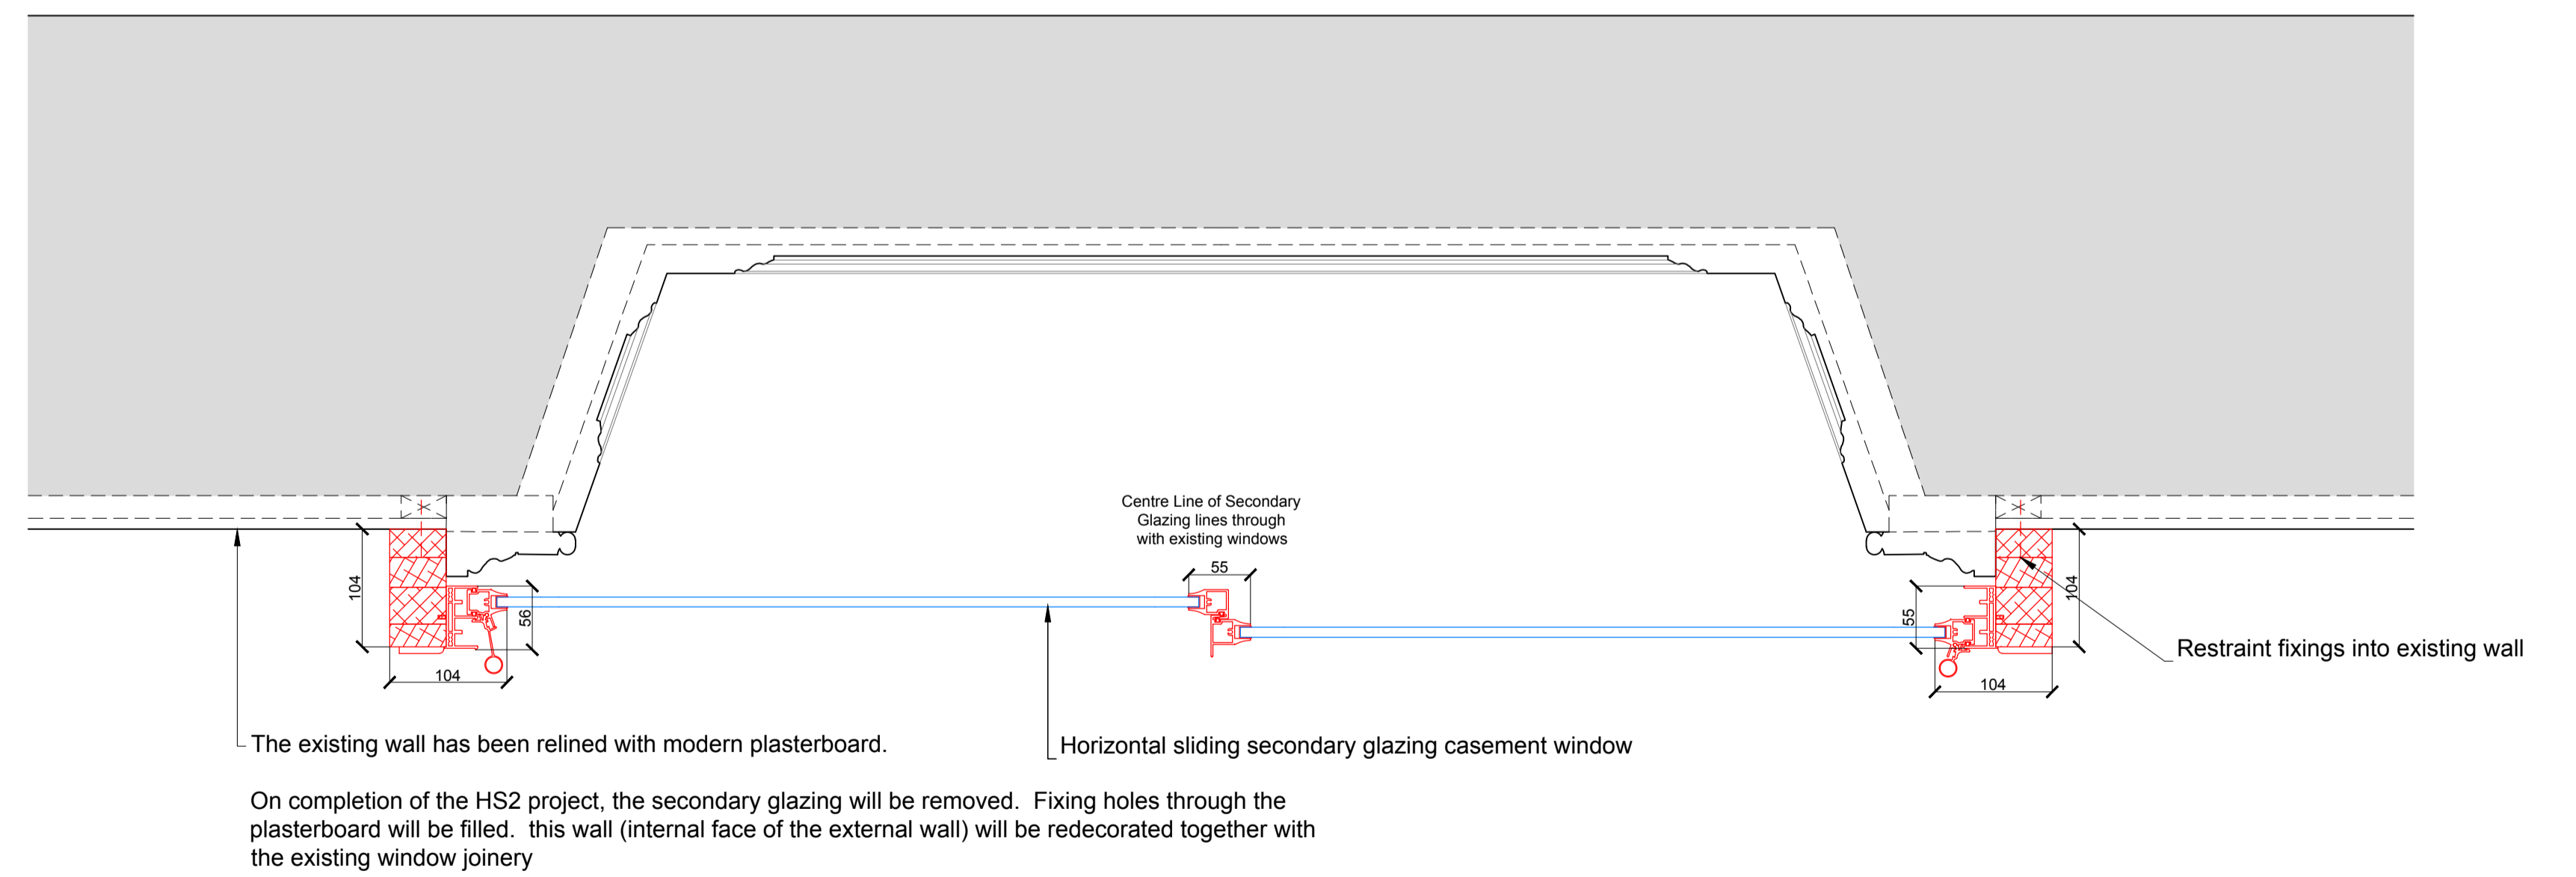 Centre Line of Secondary
Glazing lines through
with existing windows
55
104
56
104
55
104
104
Restraint fixings into existing wall
The existing wall has been relined with modern plasterboard.
Horizontal sliding secondary glazing casement window
On completion of the HS2 project, the secondary glazing will be removed.  Fixing holes through the
plasterboard will be filled.  this wall (internal face of the external wall) will be redecorated together with
the existing window joinery